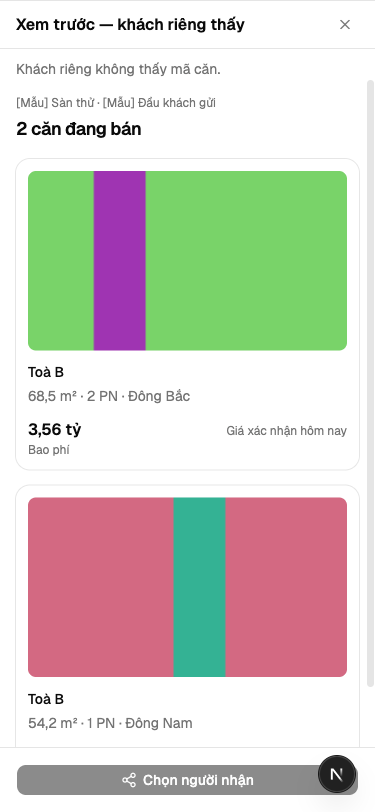 Xem trước — khách riêng thấy
Khách riêng không thấy mã căn.
[Mẫu] Sàn thử · [Mẫu] Đầu khách gửi
2 căn đang bán
Toà B
68,5 m² · 2 PN · Đông Bắc
3,56 tỷ
Giá xác nhận hôm nay
Bao phí
Toà B
54,2 m² · 1 PN · Đông Nam
Chọn người nhận
N